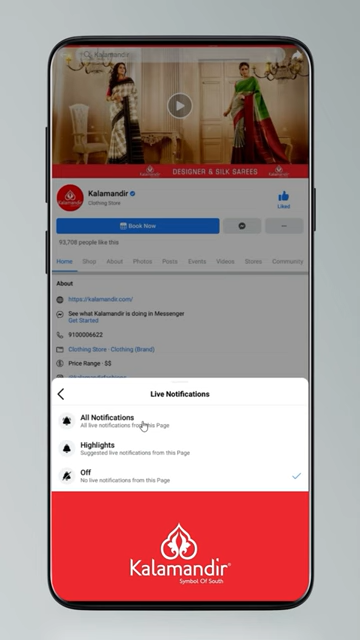 Kalamandir
DESIGNER & SILK SAREES
Kalamandir
Clothing Store
Liked
Book Now
93,708 people like this
Home Shop About Photos Posts Events Videos Stores Community
About
https://kalamandir.com/
See what Kalamandir is doing in Messenger
Get Started
9100006622
Clothing Store · Clothing (Brand)
Price Range · $$
Live Notifications
All Notifications
All live notifications from this Page
Highlights
Suggested live notifications from this Page
Off
No live notifications from this Page
Kalamandir
Symbol Of South